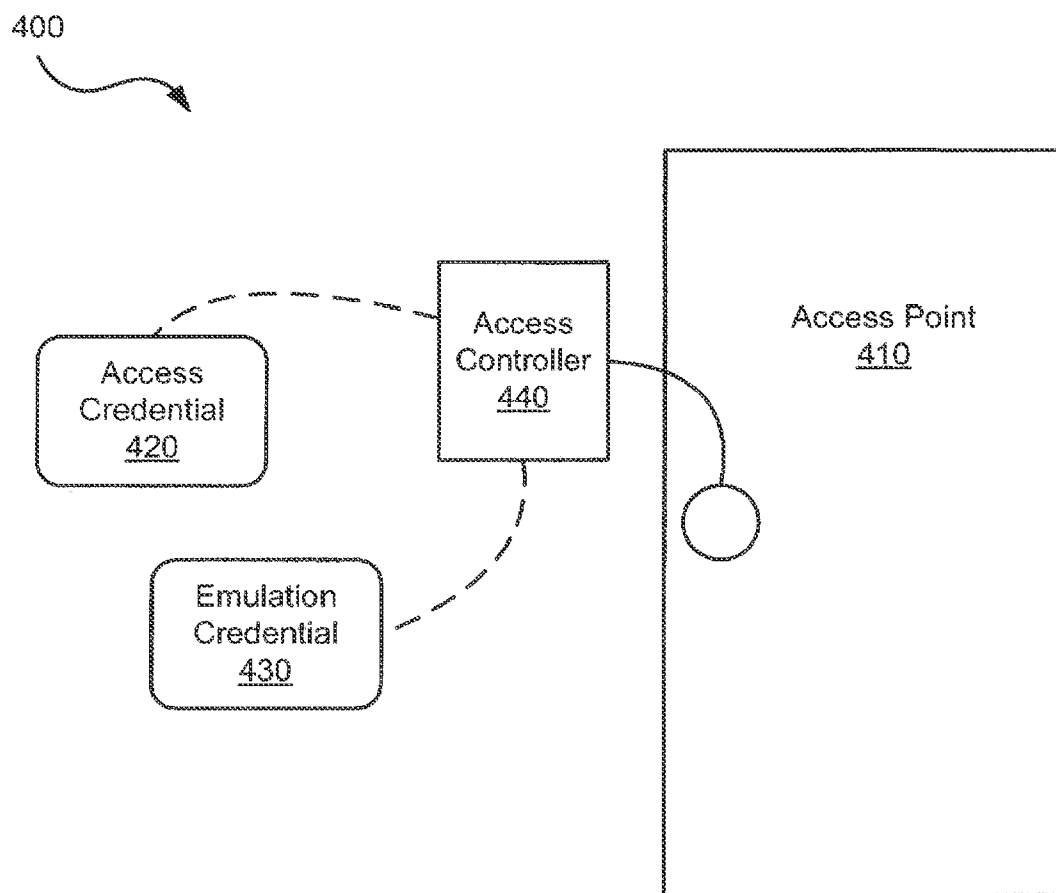 400
Access
Controller
440
Access Point
410
Access
Credential
420
Emulation
Credential
430